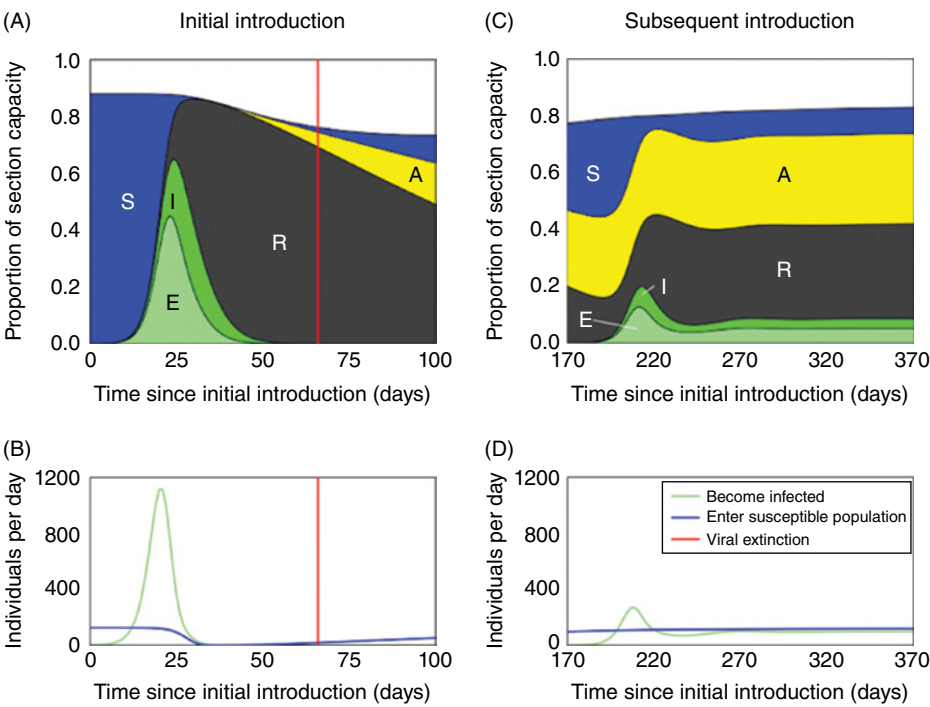 (A)
Initial introduction
Proportion of section capacity
1.0
0.8
0.6
0.4
0.2
0.0
S
I
E
R
A
0 25 50 75 100
Time since initial introduction (days)
(C)
Subsequent introduction
Proportion of section capacity
1.0
0.8
0.6
0.4
0.2
0.0
S
A
R
I
E
170 220 270 320 370
Time since initial introduction (days)
(B)
Individuals per day
1200
800
400
0
0 25 50 75 100
Time since initial introduction (days)
(D)
Individuals per day
1200
800
400
0
Become infected
Enter susceptible population
Viral extinction
170 220 270 320 370
Time since initial introduction (days)